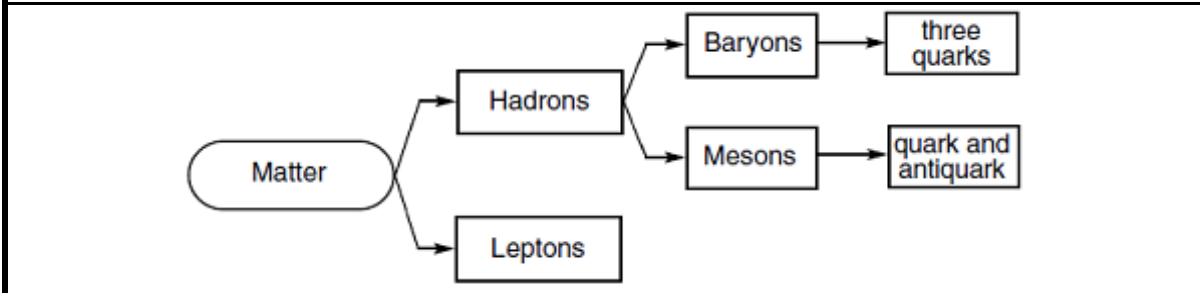 Baryons
three
quarks
Hadrons
Matter
Mesons
quark and
antiquark
Leptons